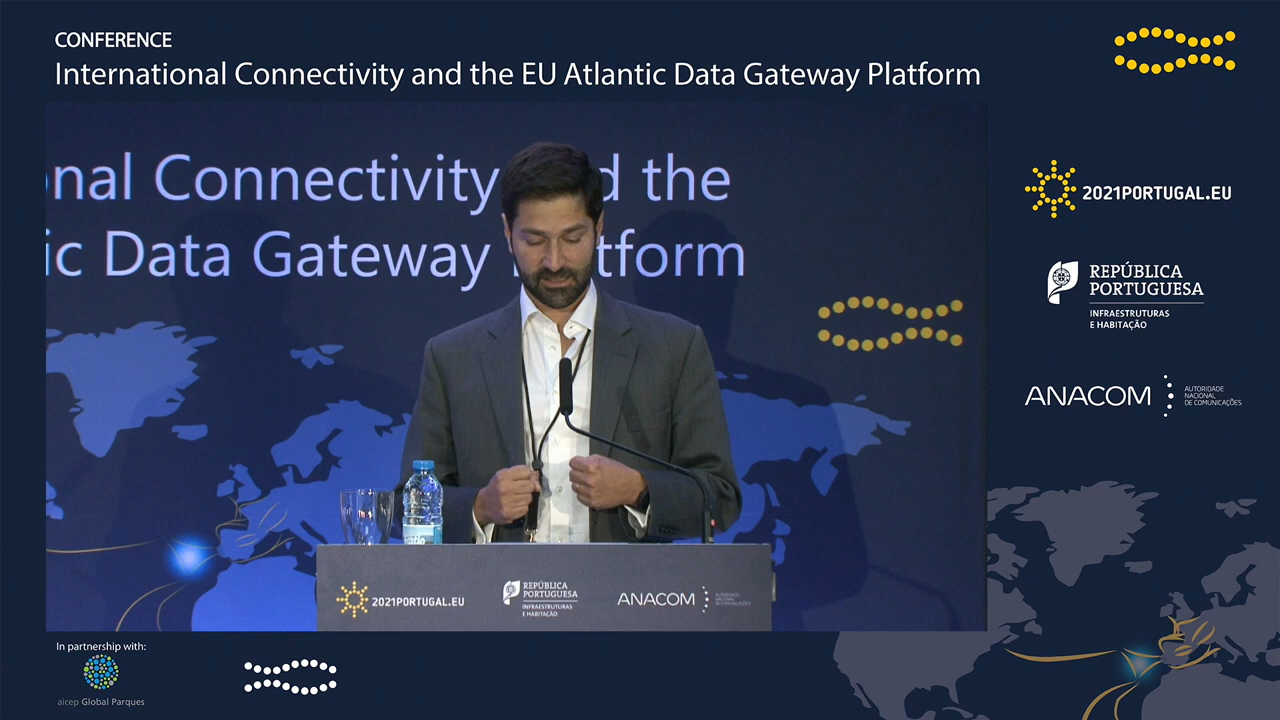 CONFERENCE
International Connectivity and the EU Atlantic Data Gateway Platform
nal Connectivity the
ic Data Gateway tform
2021PORTUGAL.EU
REPÚBLICA
PORTUGUESA
INFRAESTRUTURAS
E HABITAÇÃO
ANACOM
AUTORIDADE
NACIONAL
DE COMUNICAÇÕES
2021PORTUGAL.EU
REPÚBLICA
PORTUGUESA
INFRAESTRUTURAS
E HABITAÇÃO
ANACOM
In partnership with:
aicep Global Parques